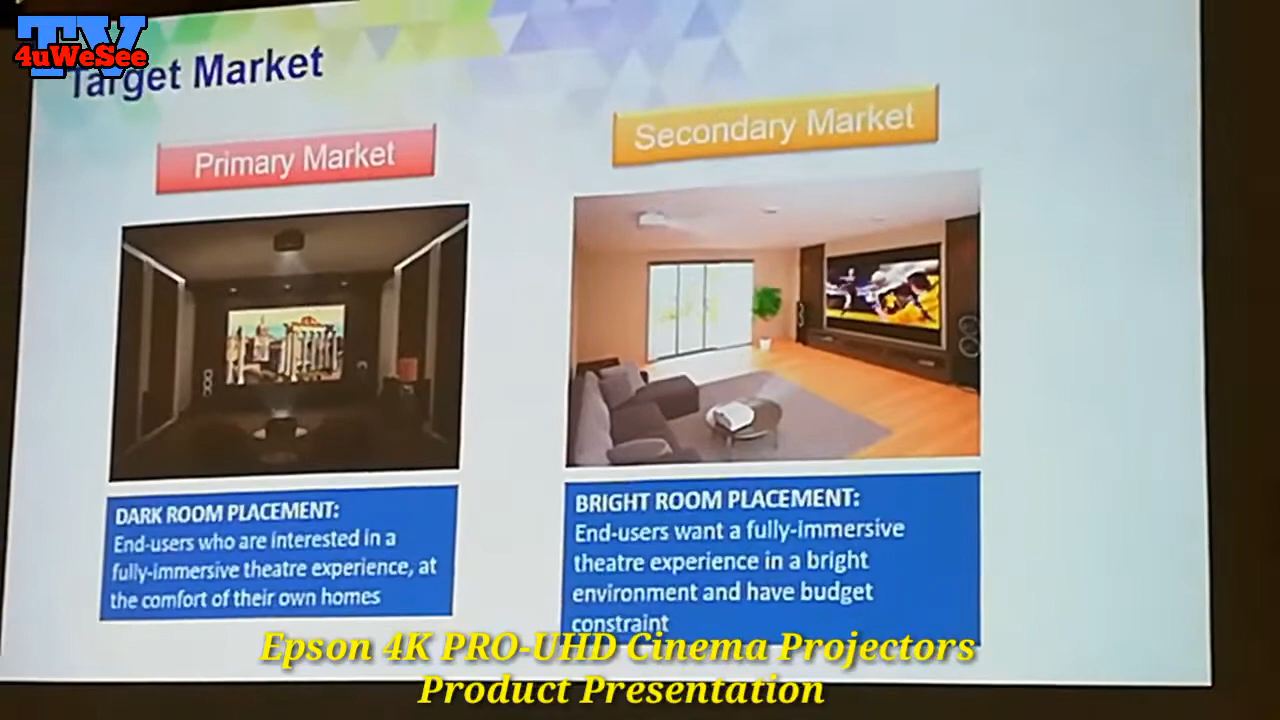 TV
4uWeSee
Target Market
Primary Market
Secondary Market
DARK ROOM PLACEMENT:
End-users who are interested in a
fully-immersive theatre experience, at
the comfort of their own homes
BRIGHT ROOM PLACEMENT:
End-users want a fully-immersive
theatre experience in a bright
environment and have budget
constraint
Epson 4K PRO-UHD Cinema Projectors
Product Presentation